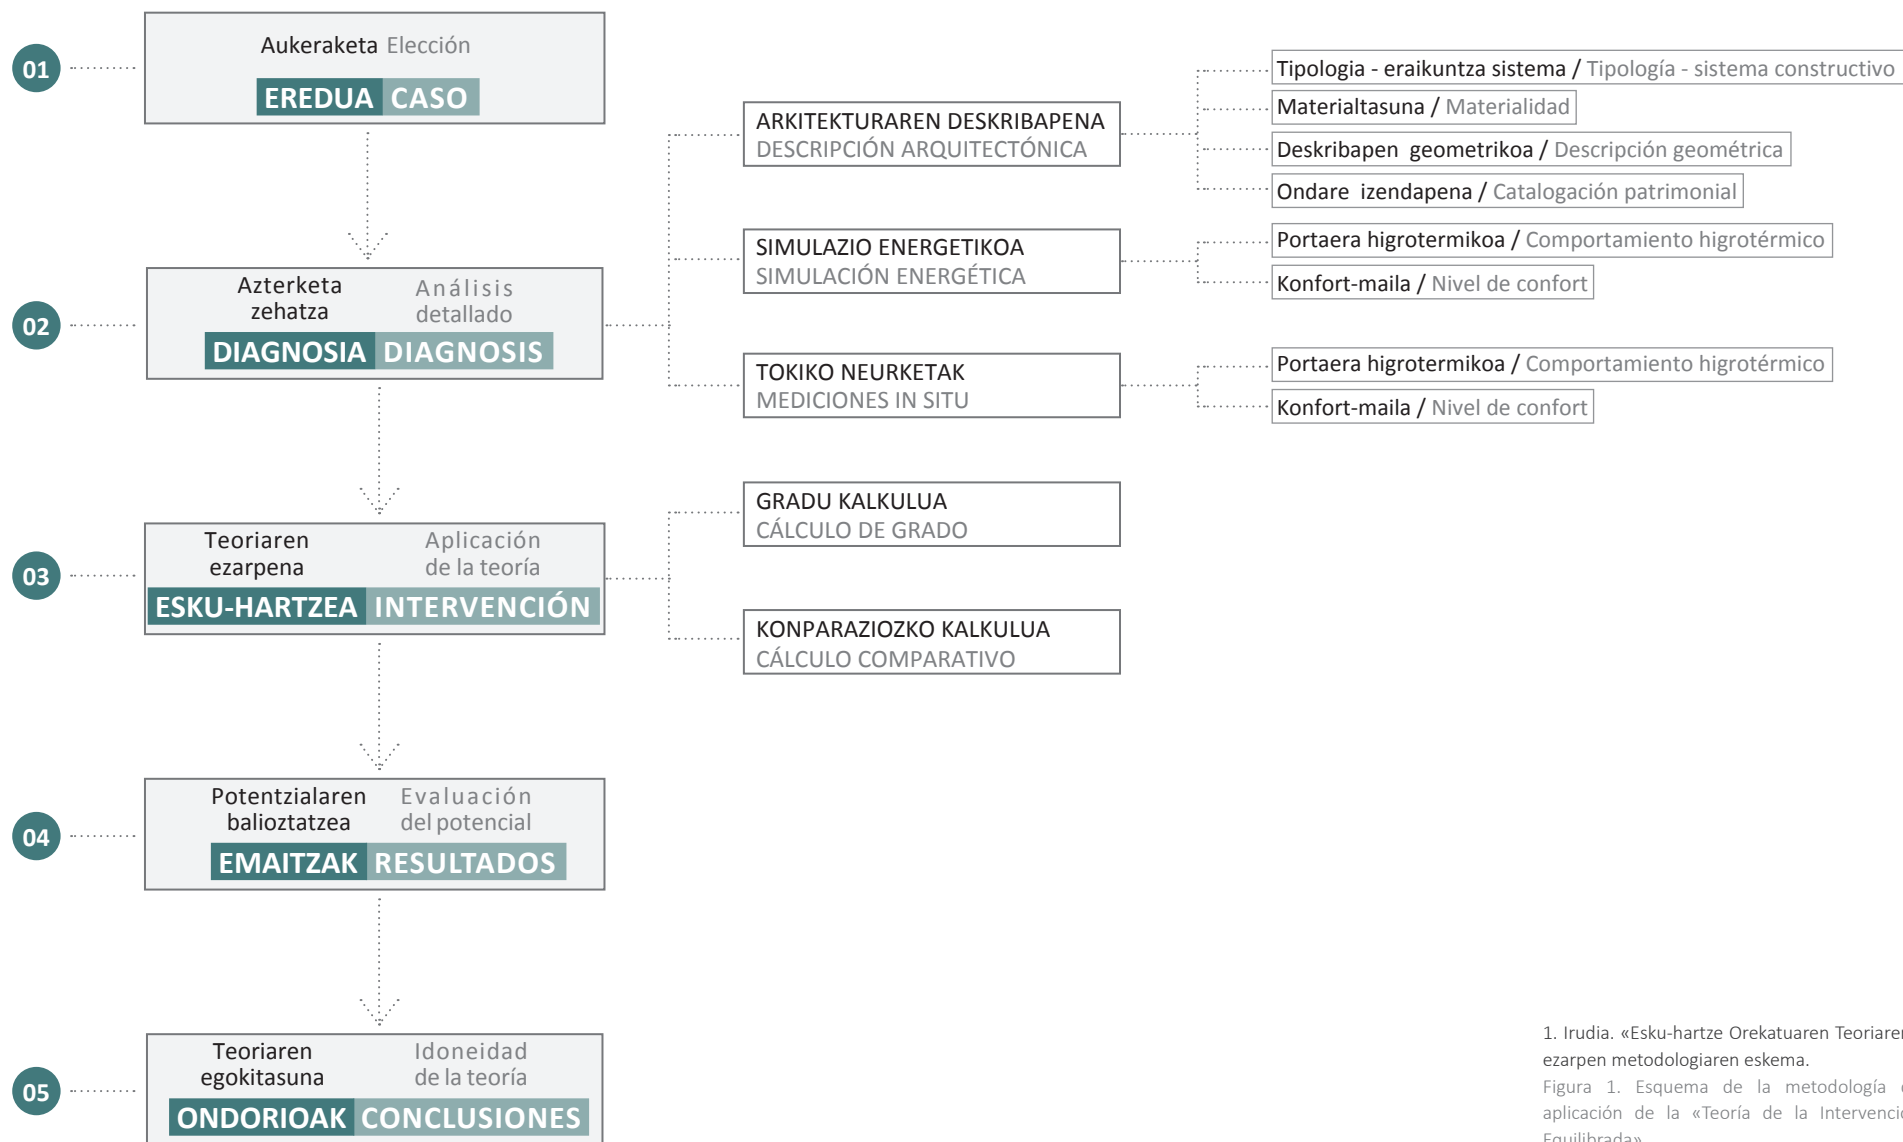 01
Aukeraketa Elección
EREDUA CASO
02
Azterketa zehatza
Análisis detallado
DIAGNOSIA DIAGNOSIS
ARKITEKTURAREN DESKRIBAPENA
DESCRIPCIÓN ARQUITECTÓNICA
Tipologia - eraikuntza sistema / Tipología - sistema constructivo
Materialtasuna / Materialidad
Deskribapen geometrikoa / Descripción geométrica
Ondare izendapena / Catalogación patrimonial
SIMULAZIO ENERGETIKOA
SIMULACIÓN ENERGÉTICA
Portaera higrotermikoa / Comportamiento higrotérmico
Konfort-maila / Nivel de confort
TOKIKO NEURKETAK
MEDICIONES IN SITU
Portaera higrotermikoa / Comportamiento higrotérmico
Konfort-maila / Nivel de confort
03
Teoriaren ezarpena
Aplicación de la teoría
ESKU-HARTZEA INTERVENCIÓN
GRADU KALKULUA
CÁLCULO DE GRADO
KONPARAZIOZKO KALKULUA
CÁLCULO COMPARATIVO
04
Potentzialaren balioztatzea
Evaluación del potencial
EMAITZAK RESULTADOS
05
Teoriaren egokitasuna
Idoneidad de la teoría
ONDORIOAK CONCLUSIONES
1. Irudia. «Esku-hartze Orekatuaren Teoriaren
ezarpen metodologiaren eskema.
Figura 1. Esquema de la metodología
aplicación de la «Teoría de la
Equilibrada»